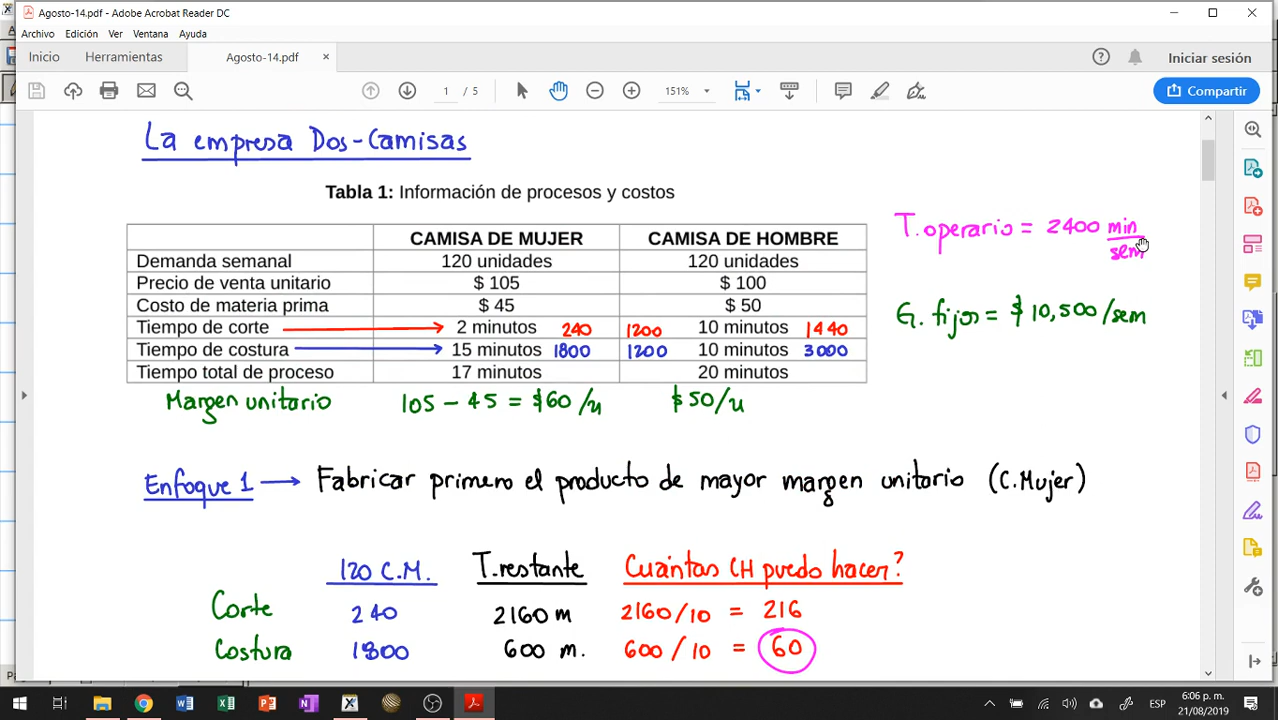 Agosto-14.pdf - Adobe Acrobat Reader DC
Archivo Edición Ver Ventana Ayuda
Inicio Herramientas Agosto-14.pdf × Iniciar sesión
1 / 5 151% Compartir
La empresa Dos-Camisas
Tabla 1: Información de procesos y costos
CAMISA DE MUJER CAMISA DE HOMBRE
Demanda semanal 120 unidades 120 unidades
Precio de venta unitario $ 105 $ 100
Costo de materia prima $ 45 $ 50
Tiempo de corte 2 minutos 240 1200 10 minutos 1440
Tiempo de costura 15 minutos 1800 1200 10 minutos 3000
Tiempo total de proceso 17 minutos 20 minutos
T. operario = 2400 min
sem
G. fijos = $10,500/sem
Margen unitario 105 - 45 = $60/u $50/u
Enfoque 1 → Fabricar primero el producto de mayor margen unitario (C.Mujer)
120 C.M. T.restante Cuántas CH puedo hacer?
Corte 240 2160 m 2160/10 = 216
Costura 1800 600 m. 600/10 = 60
ESP 6:06 p. m.
21/08/2019